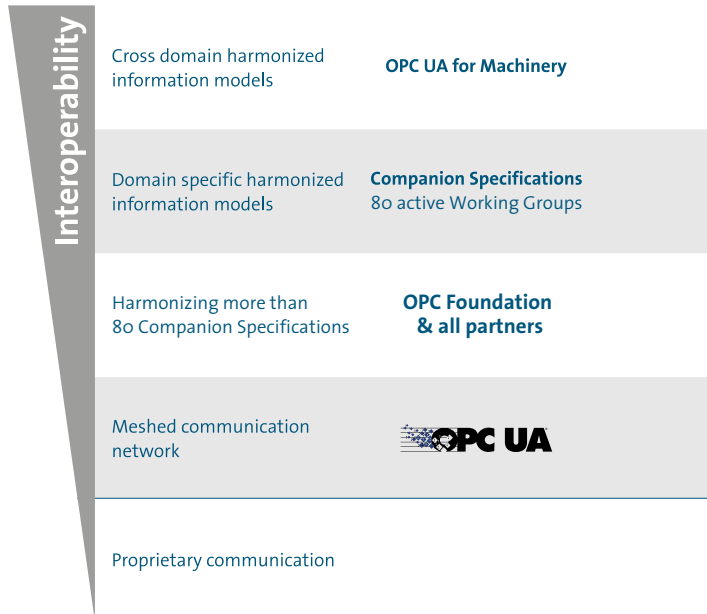 Interoperability
Cross domain harmonized
information models
OPC UA for Machinery
Domain specific harmonized
information models
Companion Specifications
80 active Working Groups
Harmonizing more than
80 Companion Specifications
OPC Foundation
& all partners
Meshed communication
network
OPC UA
Proprietary communication